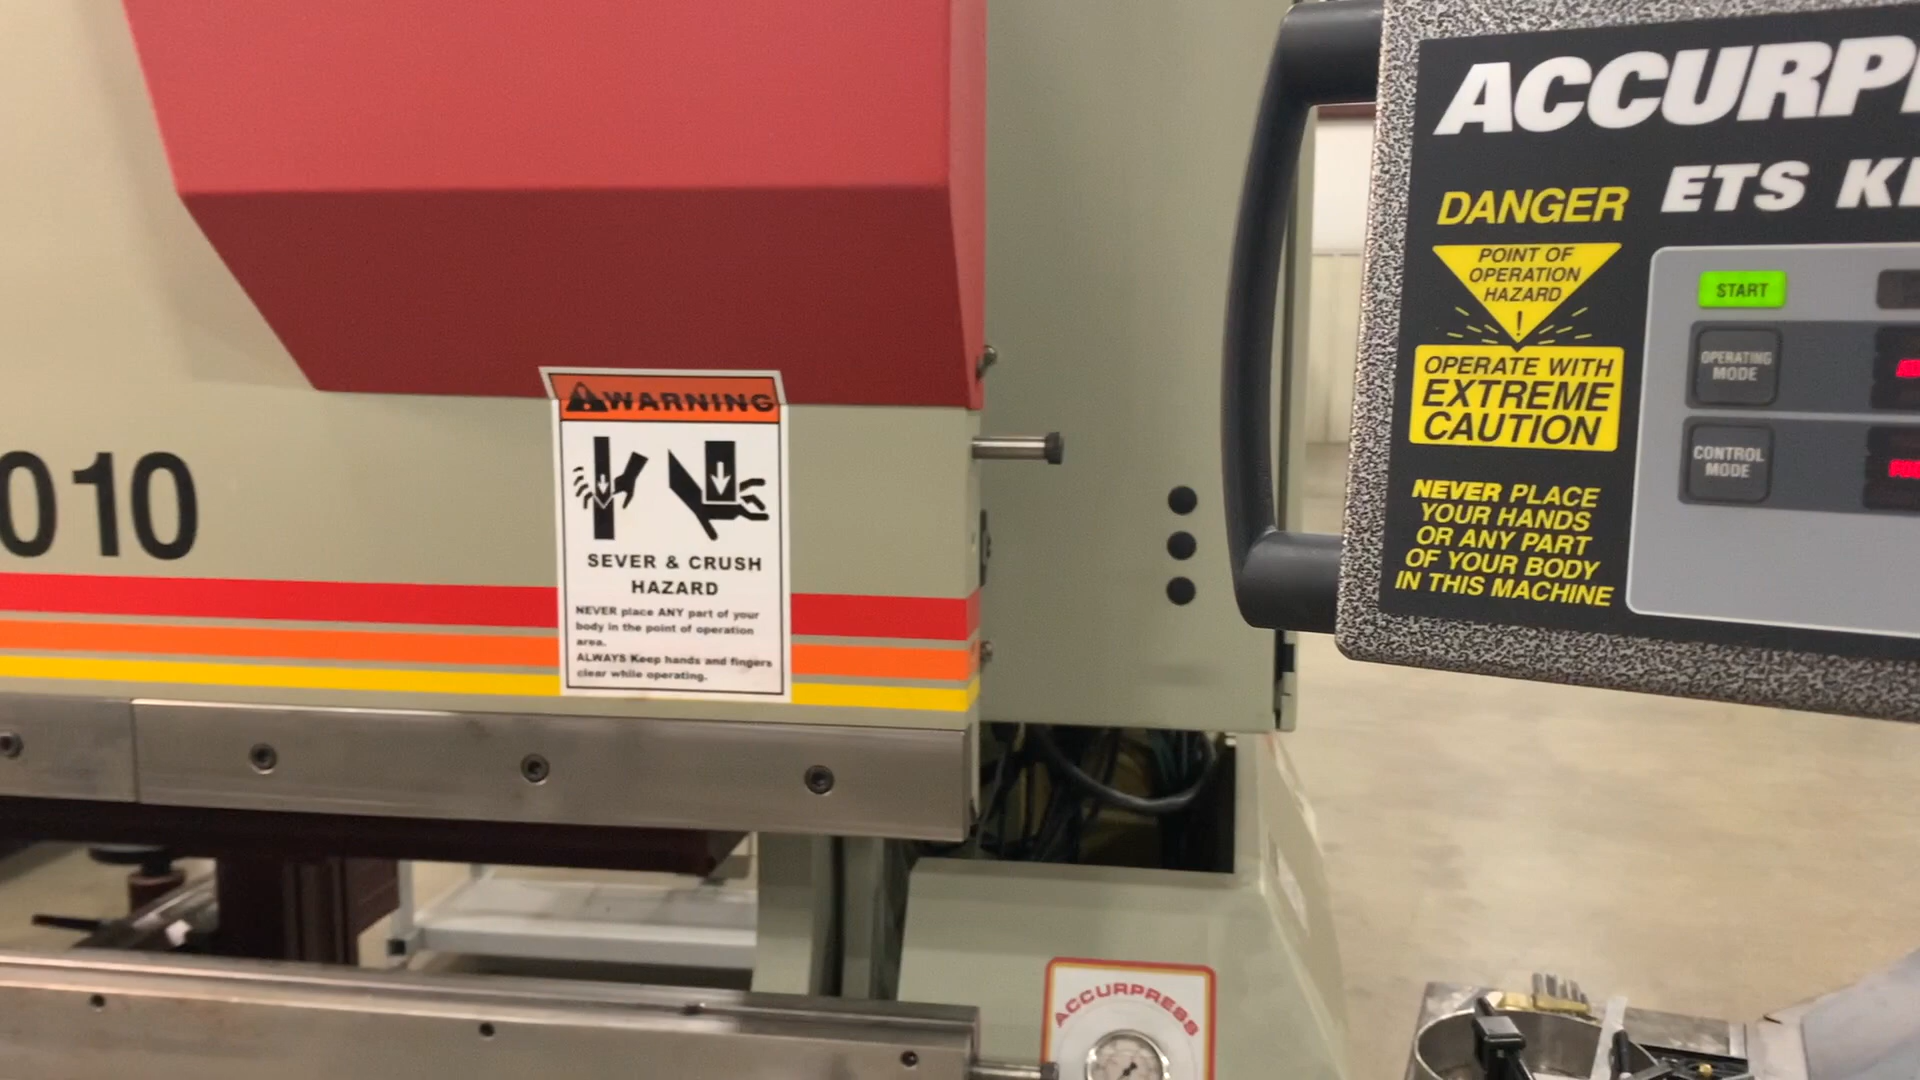 010
WARNING
SEVER & CRUSH
HAZARD
NEVER place ANY part of your
body in the point of operation
area.
ALWAYS Keep hands and fingers
clear while operating.
ACCURPRESS
ACCURP
ETS K
DANGER
POINT OF
OPERATION
HAZARD
!
OPERATE WITH
EXTREME
CAUTION
NEVER PLACE
YOUR HANDS
OR ANY PART
OF YOUR BODY
IN THIS MACHINE
START
OPERATING
MODE
CONTROL
MODE